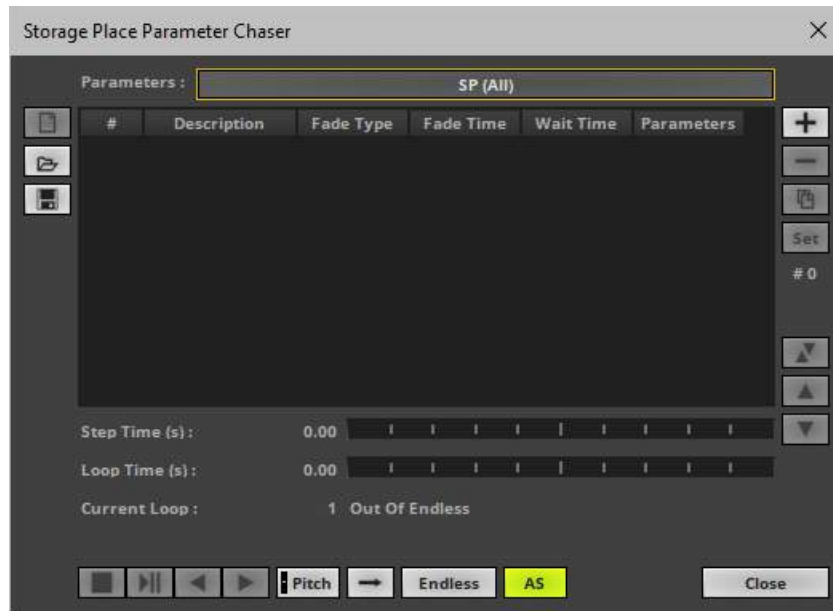 Storage Place Parameter Chaser
Parameters : SP (All)
# Description Fade Type Fade Time Wait Time Parameters
Set
# 0
Step Time (s) : 0.00
Loop Time (s) : 0.00
Current Loop : 1 Out Of Endless
Pitch Endless AS Close